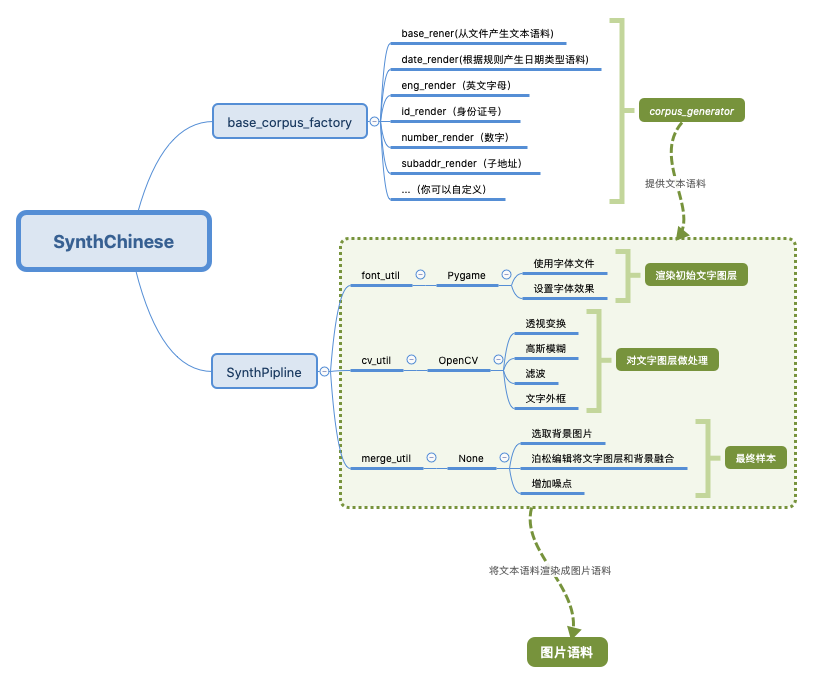 SynthChinese
base_corpus_factory
base_rener(从文件产生文本语料)
date_render(根据规则产生日期类型语料)
eng_render（英文字母）
id_render（身份证号）
number_render（数字）
subaddr_render（子地址）
...（你可以自定义）
corpus_generator
提供文本语料
SynthPipline
font_util
Pygame
使用字体文件
设置字体效果
渲染初始文字图层
cv_util
OpenCV
透视变换
高斯模糊
滤波
文字外框
对文字图层做处理
merge_util
None
选取背景图片
泊松编辑将文字图层和背景融合
增加噪点
最终样本
将文本语料渲染成图片语料
图片语料